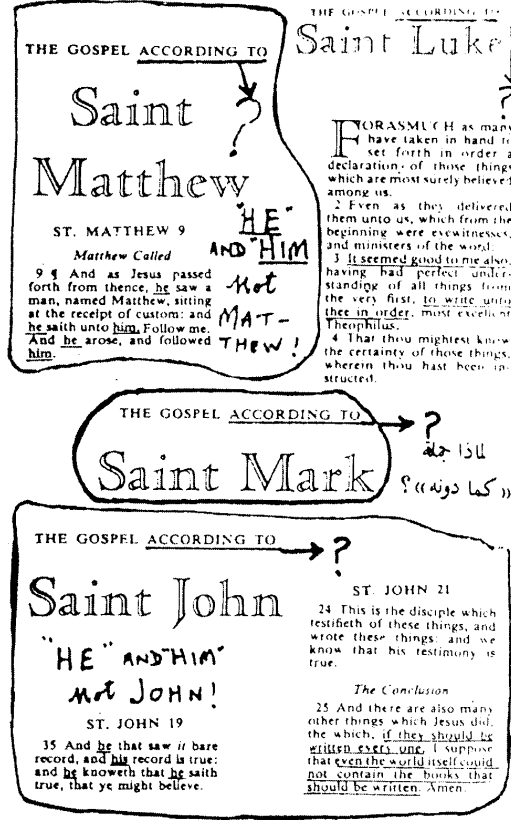 THE GOSPEL ACCORDING TO
Saint
Matthew
?
"HE"
AND "HIM
Not
MAT-
THEW!
ST. MATTHEW 9
Matthew Called
9 ¶ And as Jesus passed
forth from thence, he saw a
man, named Matthew, sitting
at the receipt of custom: and
he saith unto him, Follow me.
And he arose, and followed
him.
THE GOSPEL ACCORDING TO
Saint Luke
?
FORASMUCH as many
have taken in hand to
set forth in order a
declaration of those things
which are most surely believed
among us.
2 Even as they delivered
them unto us, which from the
beginning were eyewitnesses,
and ministers of the word;
3 It seemed good to me also,
having had perfect under-
standing of all things from
the very first, to write unto
thee in order, most excellent
Theophilus.
4 That thou mightest know
the certainty of those things,
wherein thou hast been in-
structed.
THE GOSPEL ACCORDING TO
?
Saint Mark
لماذا جملة
«كما دونه»؟
THE GOSPEL ACCORDING TO
?
Saint John
"HE" AND "HIM"
Not JOHN!
ST. JOHN 19
35 And he that saw it bare
record, and his record is true:
and he knoweth that he saith
true, that ye might believe.
ST. JOHN 21
24 This is the disciple which
testifieth of these things, and
wrote these things: and we
know that his testimony is
true.
The Conclusion
25 And there are also many
other things which Jesus did,
the which, if they should be
written every one, I suppose
that even the world itself could
not contain the books that
should be written. Amen.